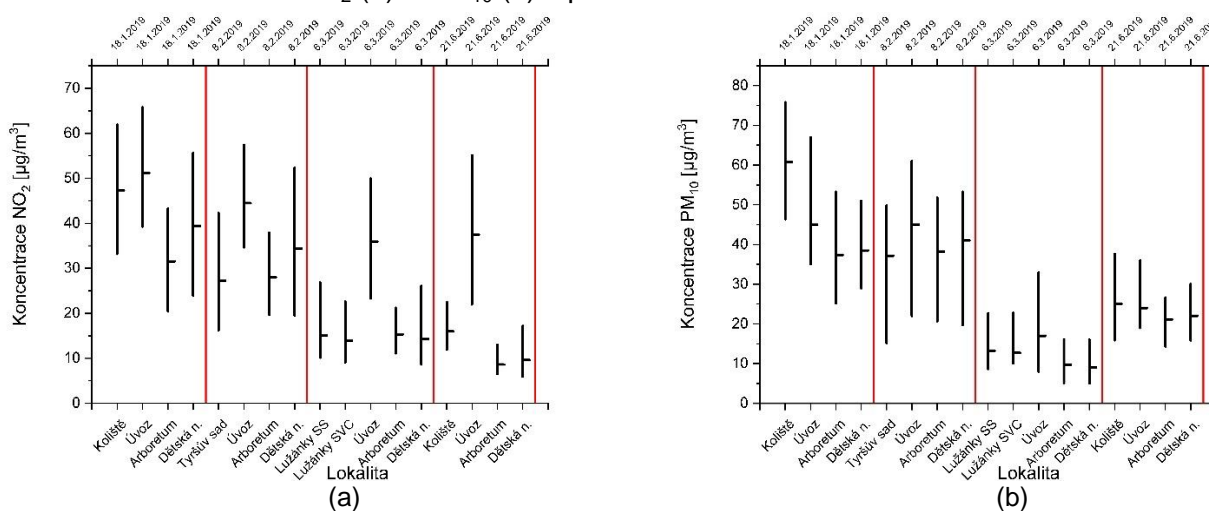 18.1.2019 18.1.2019 18.1.2019 18.1.2019 8.2.2019 8.2.2019 8.2.2019 8.2.2019 6.3.2019 6.3.2019 6.3.2019 6.3.2019 6.3.2019 21.6.2019 21.6.2019 21.6.2019 21.6.2019
Koncentrace NO₂ [µg/m³]
70
60
50
40
30
20
10
0
Koliště Úvoz Arboretum Dětská n. Tyršův sad Úvoz Arboretum Dětská n. Lužánky SS Lužánky SVC Úvoz Arboretum Dětská n. Koliště Úvoz Arboretum Dětská n.
Lokalita
(a)
18.1.2019 18.1.2019 18.1.2019 18.1.2019 8.2.2019 8.2.2019 8.2.2019 8.2.2019 6.3.2019 6.3.2019 6.3.2019 6.3.2019 6.3.2019 21.6.2019 21.6.2019 21.6.2019 21.6.2019
Koncentrace PM₁₀ [µg/m³]
80
70
60
50
40
30
20
10
0
Koliště Úvoz Arboretum Dětská n. Tyršův sad Úvoz Arboretum Dětská n. Lužánky SS Lužánky SVC Úvoz Arboretum Dětská n. Koliště Úvoz Arboretum Dětská n.
Lokalita
(b)